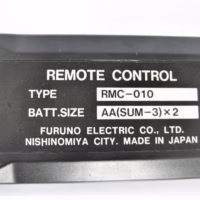 REMOTE CONTROL
TYPE RMC-010
BATT.SIZE AA(SUM-3)×2
FURUNO ELECTRIC CO., LTD.
NISHINOMIYA CITY. MADE IN JAPAN